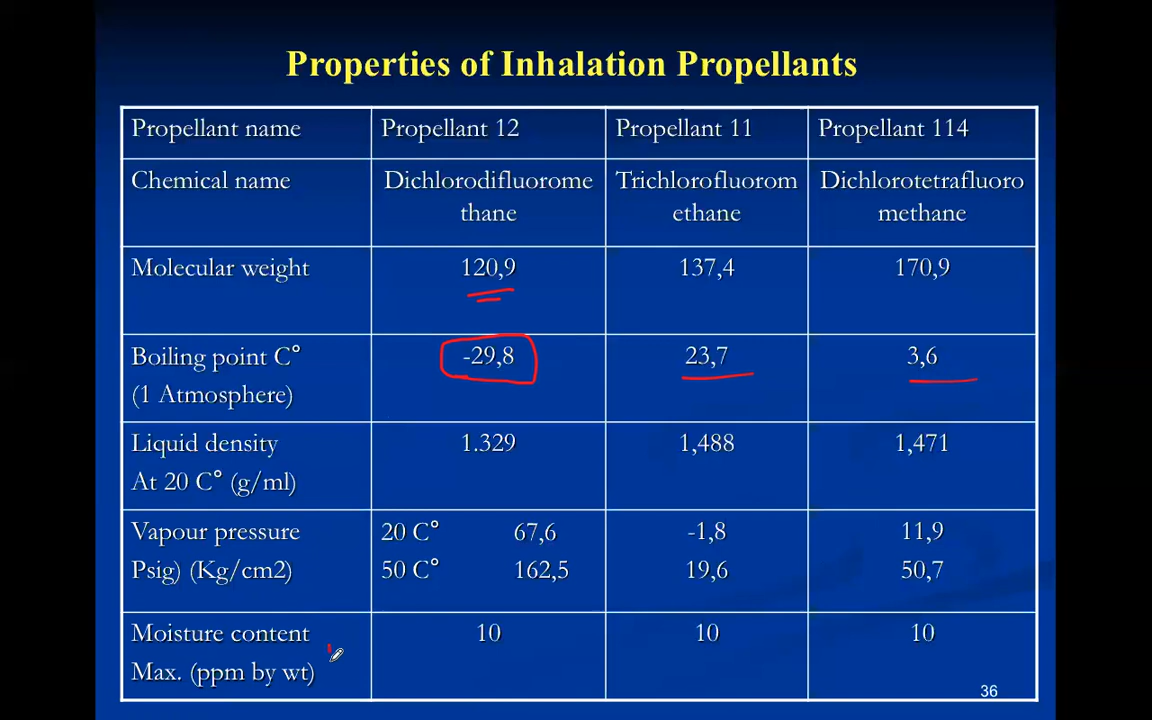 Properties of Inhalation Propellants
Propellant name Propellant 12 Propellant 11 Propellant 114
Chemical name Dichlorodifluorome Trichlorofluorom Dichlorotetrafluoro
thane ethane methane
Molecular weight 120,9 137,4 170,9
Boiling point C° -29,8 23,7 3,6
(1 Atmosphere)
Liquid density 1.329 1,488 1,471
At 20 C° (g/ml)
Vapour pressure 20 C° 67,6 -1,8 11,9
Psig) (Kg/cm2) 50 C° 162,5 19,6 50,7
Moisture content 10 10 10
Max. (ppm by wt)
36